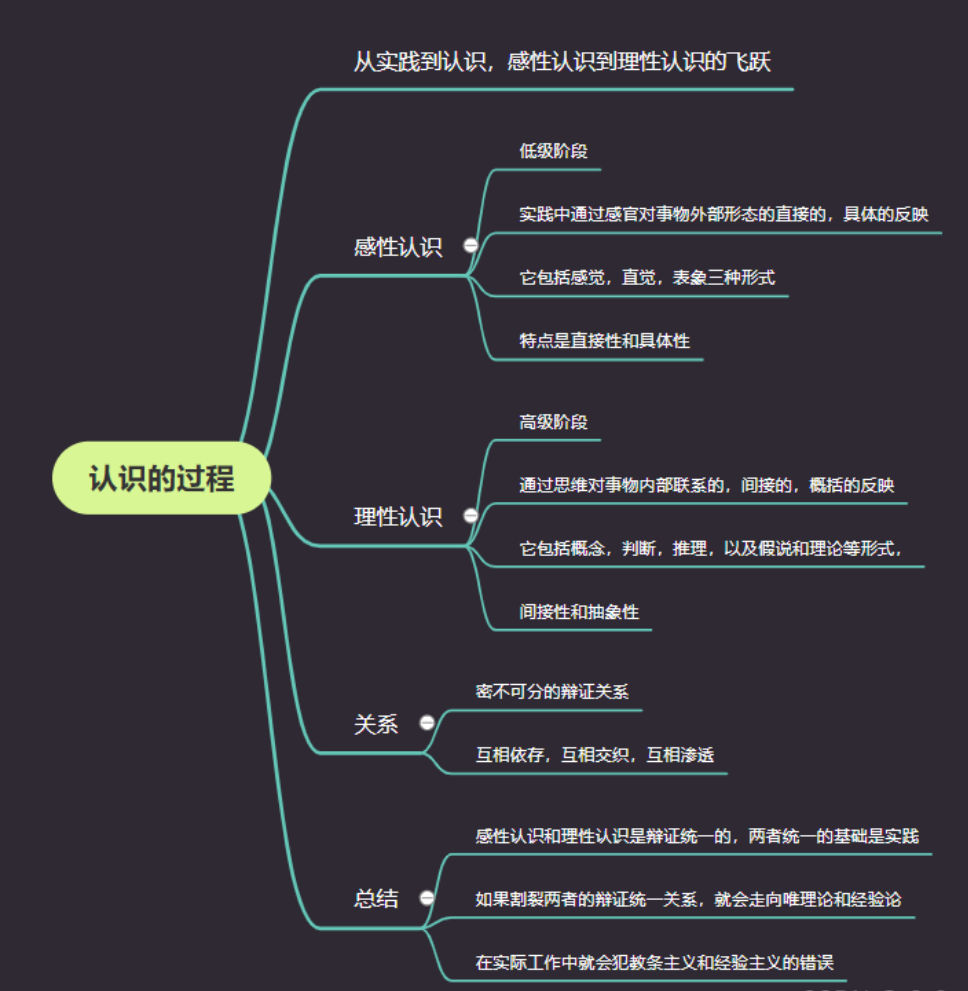 从实践到认识，感性认识到理性认识的飞跃
低级阶段
实践中通过感官对事物外部形态的直接的，具体的反映
感性认识
它包括感觉，直觉，表象三种形式
特点是直接性和具体性
高级阶段
通过思维对事物内部联系的，间接的，概括的反映
认识的过程
理性认识
它包括概念，判断，推理，以及假说和理论等形式，
间接性和抽象性
密不可分的辩证关系
关系
互相依存，互相交织，互相渗透
感性认识和理性认识是辩证统一的，两者统一的基础是实践
总结
如果割裂两者的辩证统一关系，就会走向唯理论和经验论
在实际工作中就会犯教条主义和经验主义的错误